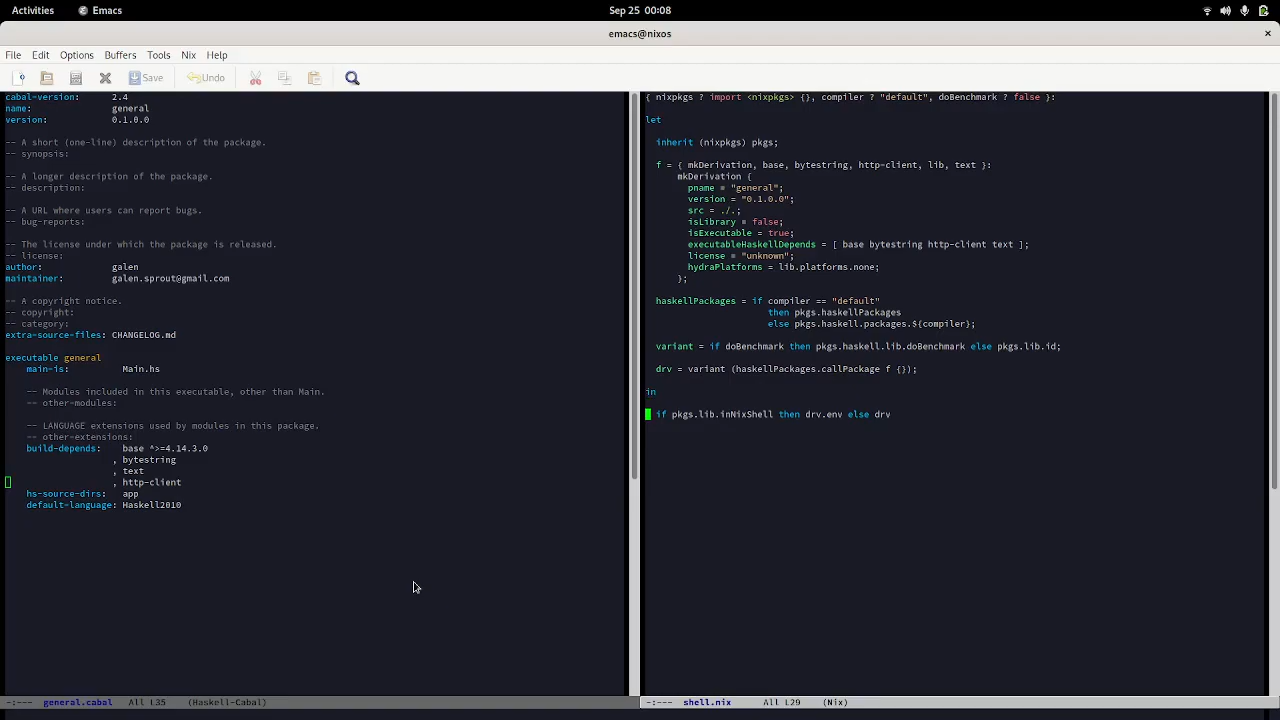 Activities Emacs Sep 25 00:08
emacs@nixos
File Edit Options Buffers Tools Nix Help
Save Undo
cabal-version: 2.4
name: general
version: 0.1.0.0
-- A short (one-line) description of the package.
-- synopsis:
-- A longer description of the package.
-- description:
-- A URL where users can report bugs.
-- bug-reports:
-- The license under which the package is released.
-- license:
author: galen
maintainer: galen.sprout@gmail.com
-- A copyright notice.
-- copyright:
-- category:
extra-source-files: CHANGELOG.md
executable general
main-is: Main.hs
-- Modules included in this executable, other than Main.
-- other-modules:
-- LANGUAGE extensions used by modules in this package.
-- other-extensions:
build-depends: base ^>=4.14.3.0
, bytestring
, text
, http-client
hs-source-dirs: app
default-language: Haskell2010
-:--- general.cabal All L35 (Haskell-Cabal)
{ nixpkgs ? import <nixpkgs> {}, compiler ? "default", doBenchmark ? false }:
let
inherit (nixpkgs) pkgs;
f = { mkDerivation, base, bytestring, http-client, lib, text }:
mkDerivation {
pname = "general";
version = "0.1.0.0";
src = ./.;
isLibrary = false;
isExecutable = true;
executableHaskellDepends = [ base bytestring http-client text ];
license = "unknown";
hydraPlatforms = lib.platforms.none;
};
haskellPackages = if compiler == "default"
then pkgs.haskellPackages
else pkgs.haskell.packages.${compiler};
variant = if doBenchmark then pkgs.haskell.lib.doBenchmark else pkgs.lib.id;
drv = variant (haskellPackages.callPackage f {});
in
if pkgs.lib.inNixShell then drv.env else drv
-:--- shell.nix All L29 (Nix)